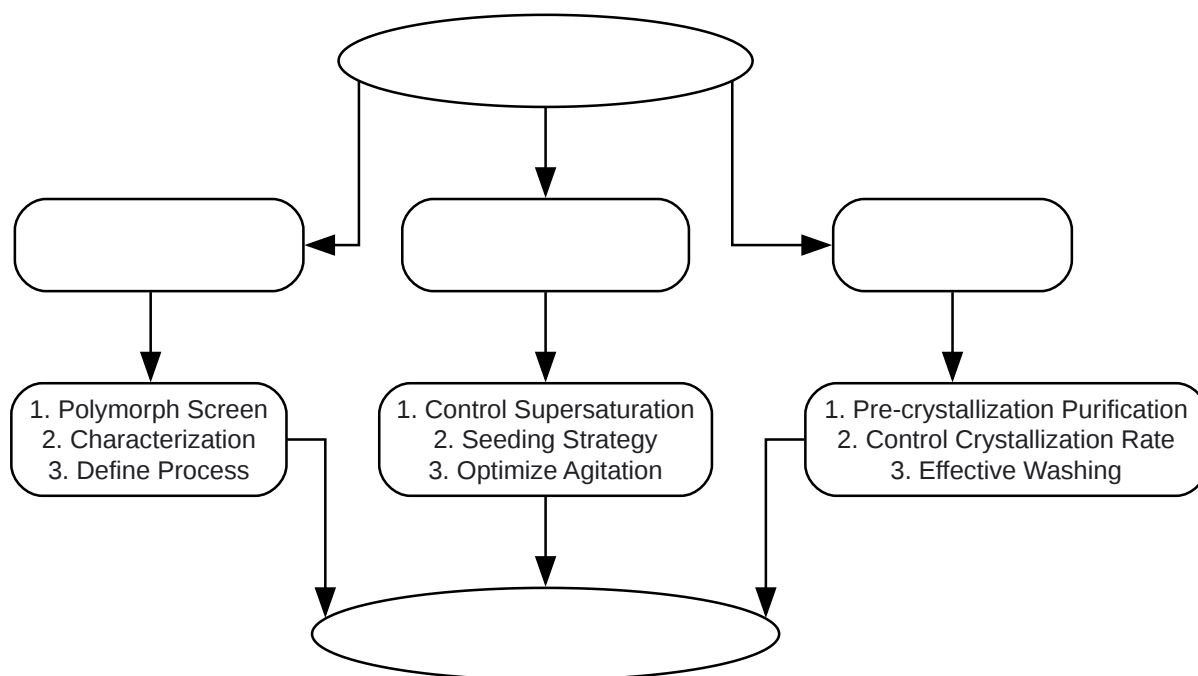 1. Polymorph Screen
2. Characterization
3. Define Process
1. Control Supersaturation
2. Seeding Strategy
3. Optimize Agitation
1. Pre-crystallization Purification
2. Control Crystallization Rate
3. Effective Washing